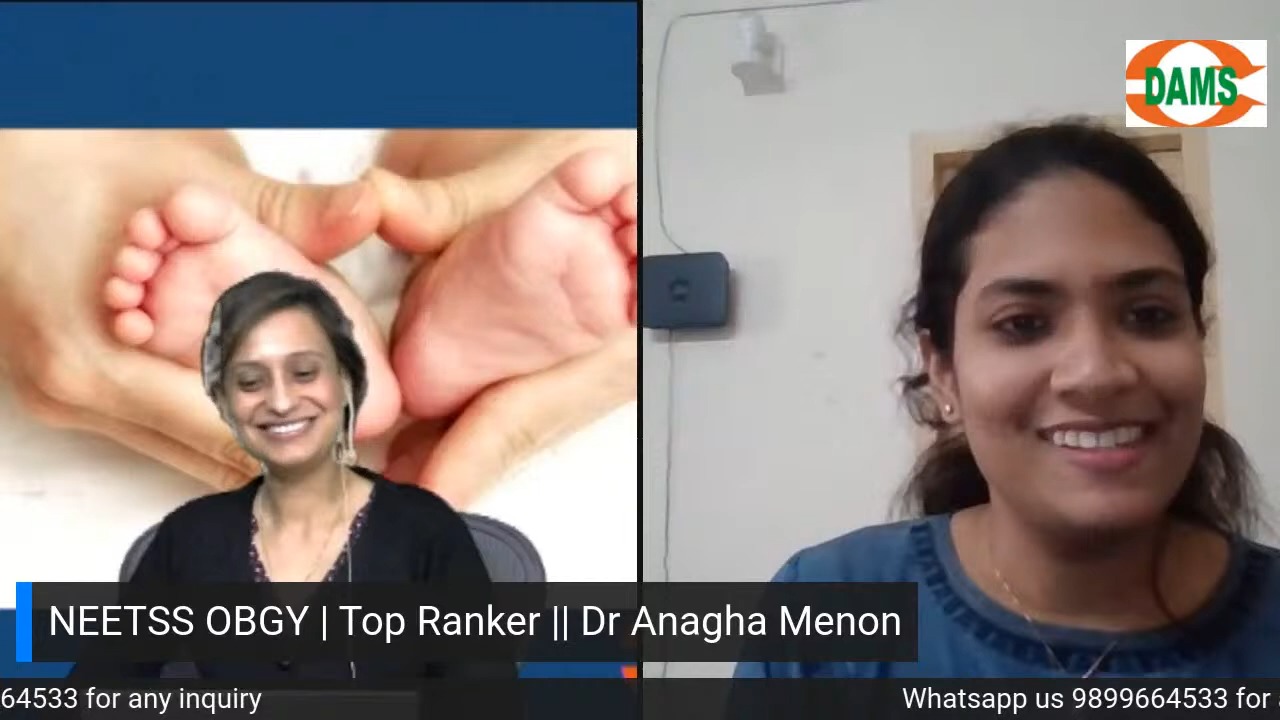 DAMS
NEETSS OBGY | Top Ranker || Dr Anagha Menon
64533 for any inquiry
Whatsapp us 9899664533 for